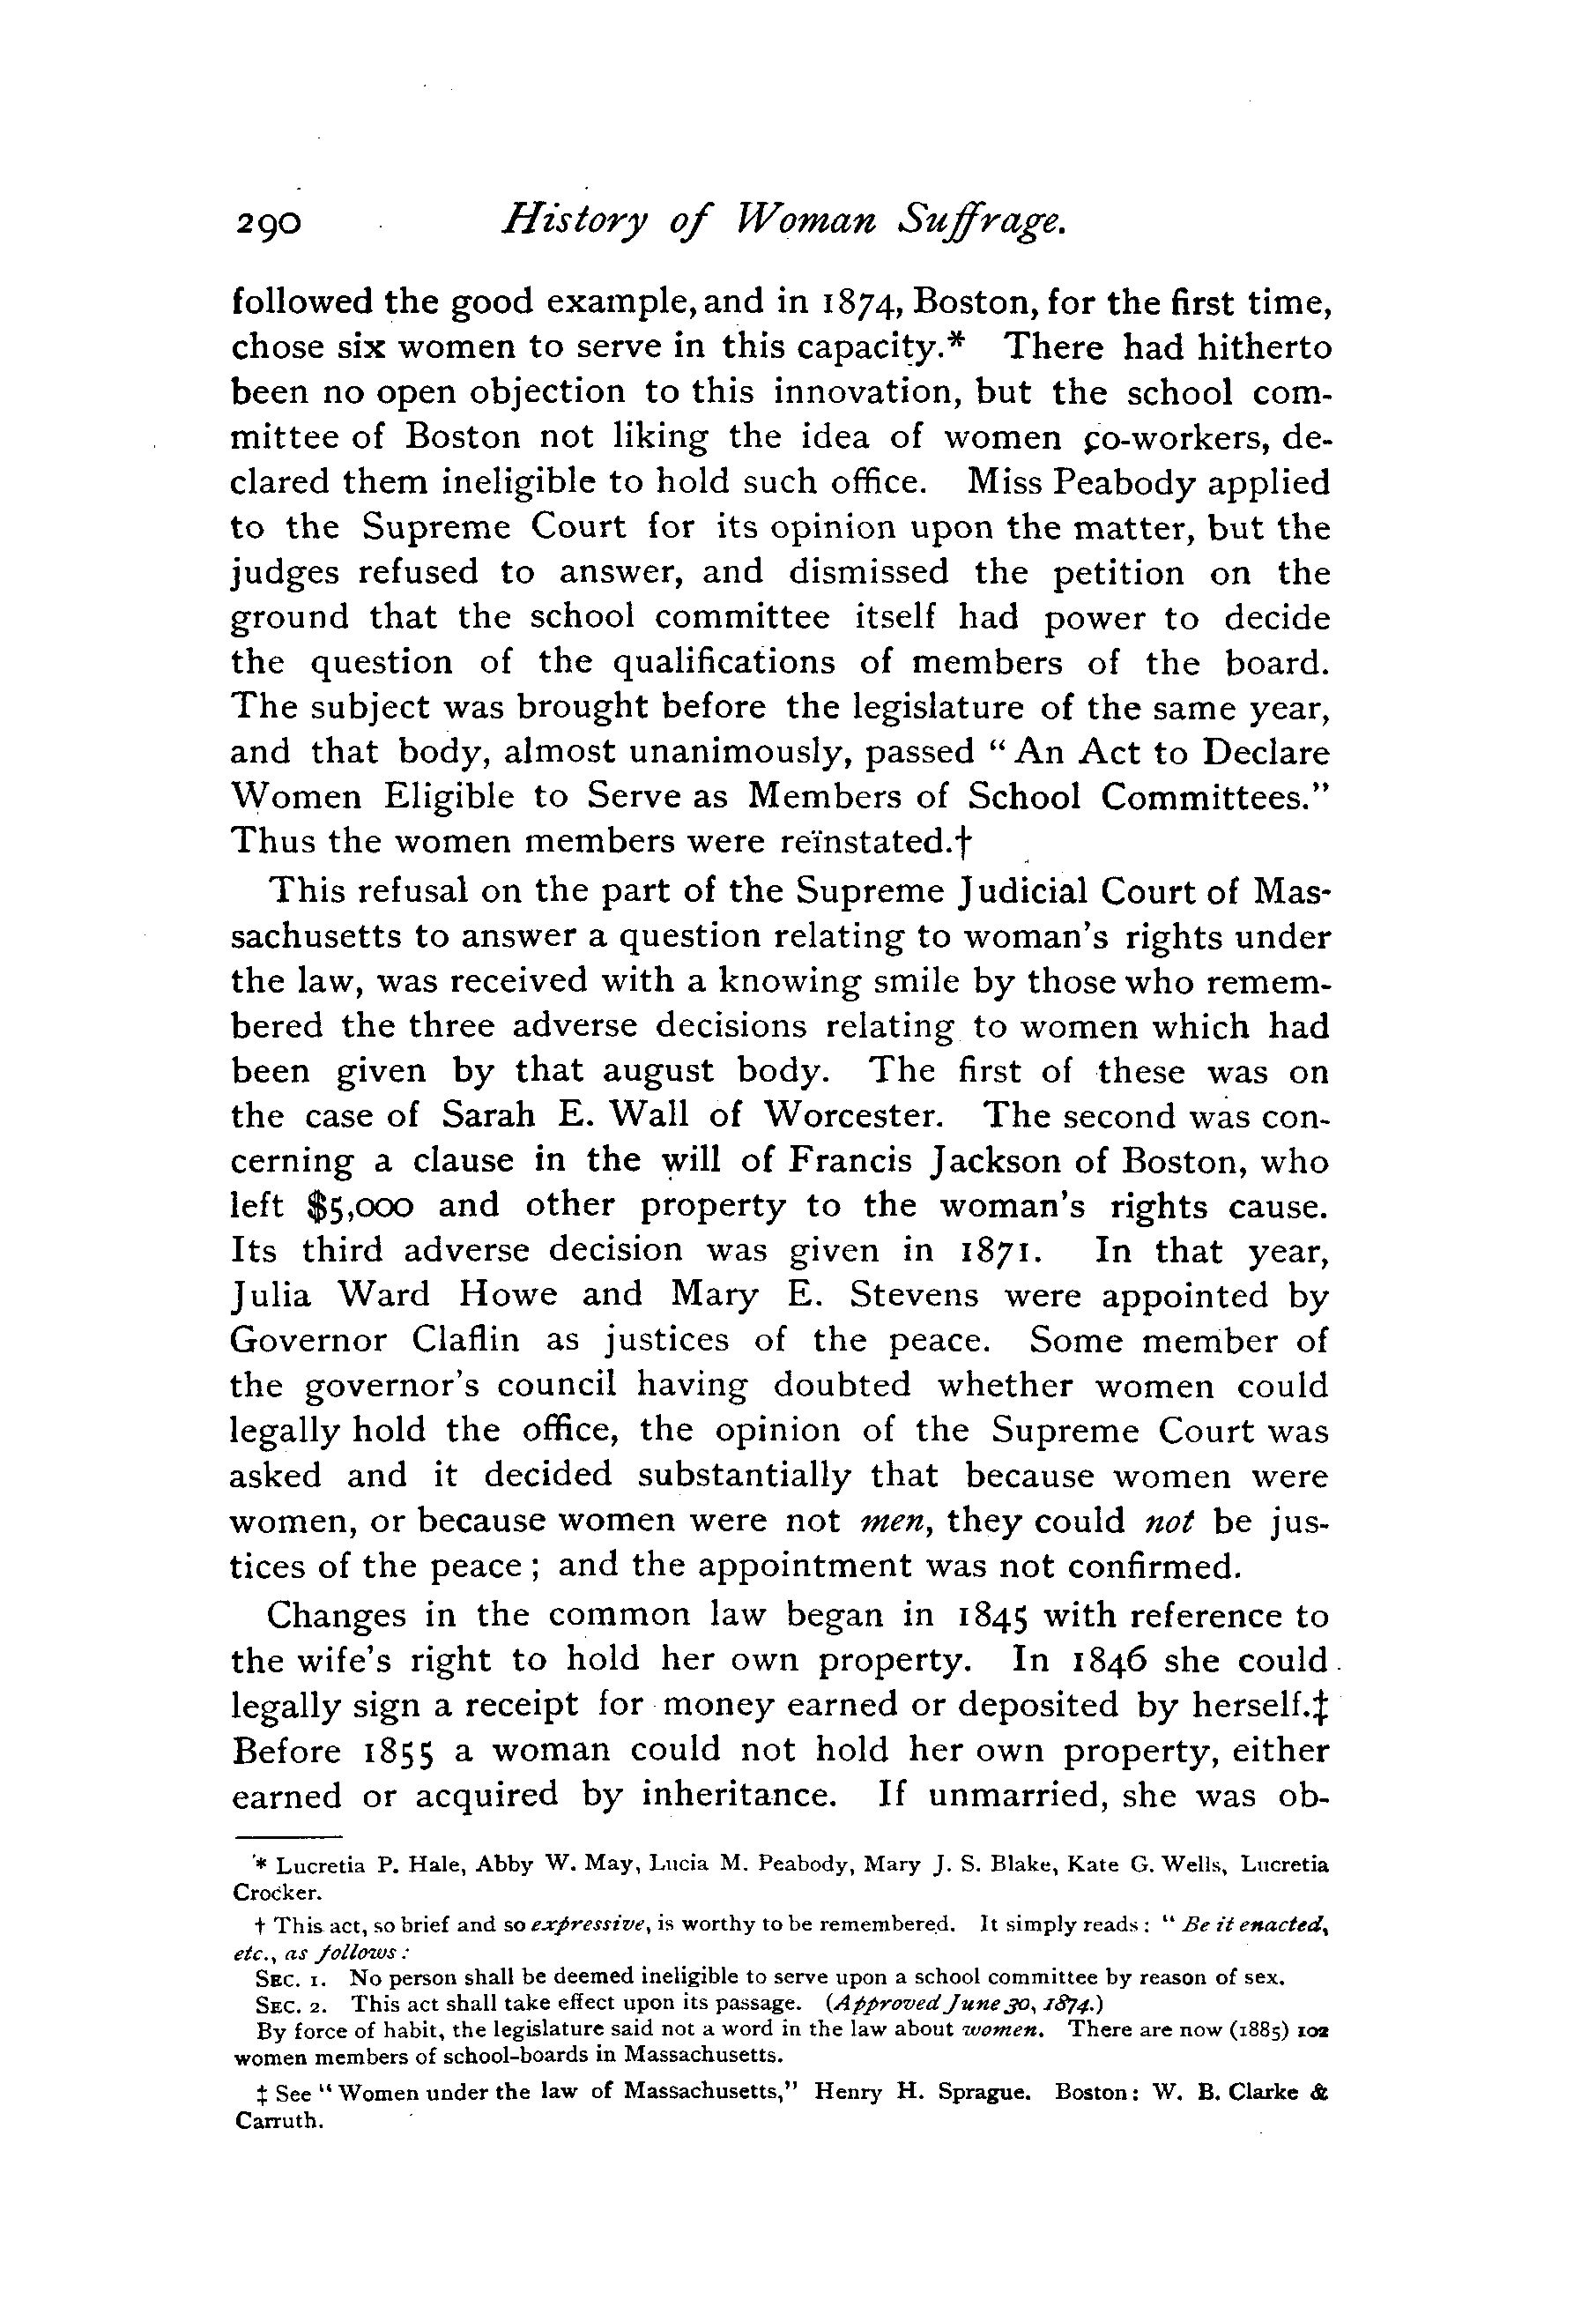 290 History of Woman Suffrage.
followed the good example, and in 1874, Boston, for the first time,
chose six women to serve in this capacity.* There had hitherto
been no open objection to this innovation, but the school com-
mittee of Boston not liking the idea of women co-workers, de-
clared them ineligible to hold such office. Miss Peabody applied
to the Supreme Court for its opinion upon the matter, but the
judges refused to answer, and dismissed the petition on the
ground that the school committee itself had power to decide
the question of the qualifications of members of the board.
The subject was brought before the legislature of the same year,
and that body, almost unanimously, passed "An Act to Declare
Women Eligible to Serve as Members of School Committees."
Thus the women members were reïnstated.†
This refusal on the part of the Supreme Judicial Court of Mas-
sachusetts to answer a question relating to woman's rights under
the law, was received with a knowing smile by those who remem-
bered the three adverse decisions relating to women which had
been given by that august body. The first of these was on
the case of Sarah E. Wall of Worcester. The second was con-
cerning a clause in the will of Francis Jackson of Boston, who
left $5,000 and other property to the woman's rights cause.
Its third adverse decision was given in 1871. In that year,
Julia Ward Howe and Mary E. Stevens were appointed by
Governor Claflin as justices of the peace. Some member of
the governor's council having doubted whether women could
legally hold the office, the opinion of the Supreme Court was
asked and it decided substantially that because women were
women, or because women were not men, they could not be jus-
tices of the peace; and the appointment was not confirmed.
Changes in the common law began in 1845 with reference to
the wife's right to hold her own property. In 1846 she could
legally sign a receipt for money earned or deposited by herself.‡
Before 1855 a woman could not hold her own property, either
earned or acquired by inheritance. If unmarried, she was ob-
* Lucretia P. Hale, Abby W. May, Lucia M. Peabody, Mary J. S. Blake, Kate G. Wells, Lucretia
Crocker.
† This act, so brief and so expressive, is worthy to be remembered. It simply reads: "Be it enacted,
etc., as follows:
SEC. 1. No person shall be deemed ineligible to serve upon a school committee by reason of sex.
SEC. 2. This act shall take effect upon its passage. (Approved June 30, 1874.)
By force of habit, the legislature said not a word in the law about women. There are now (1885) 102
women members of school-boards in Massachusetts.
‡ See "Women under the law of Massachusetts," Henry H. Sprague. Boston: W. B. Clarke &
Carruth.